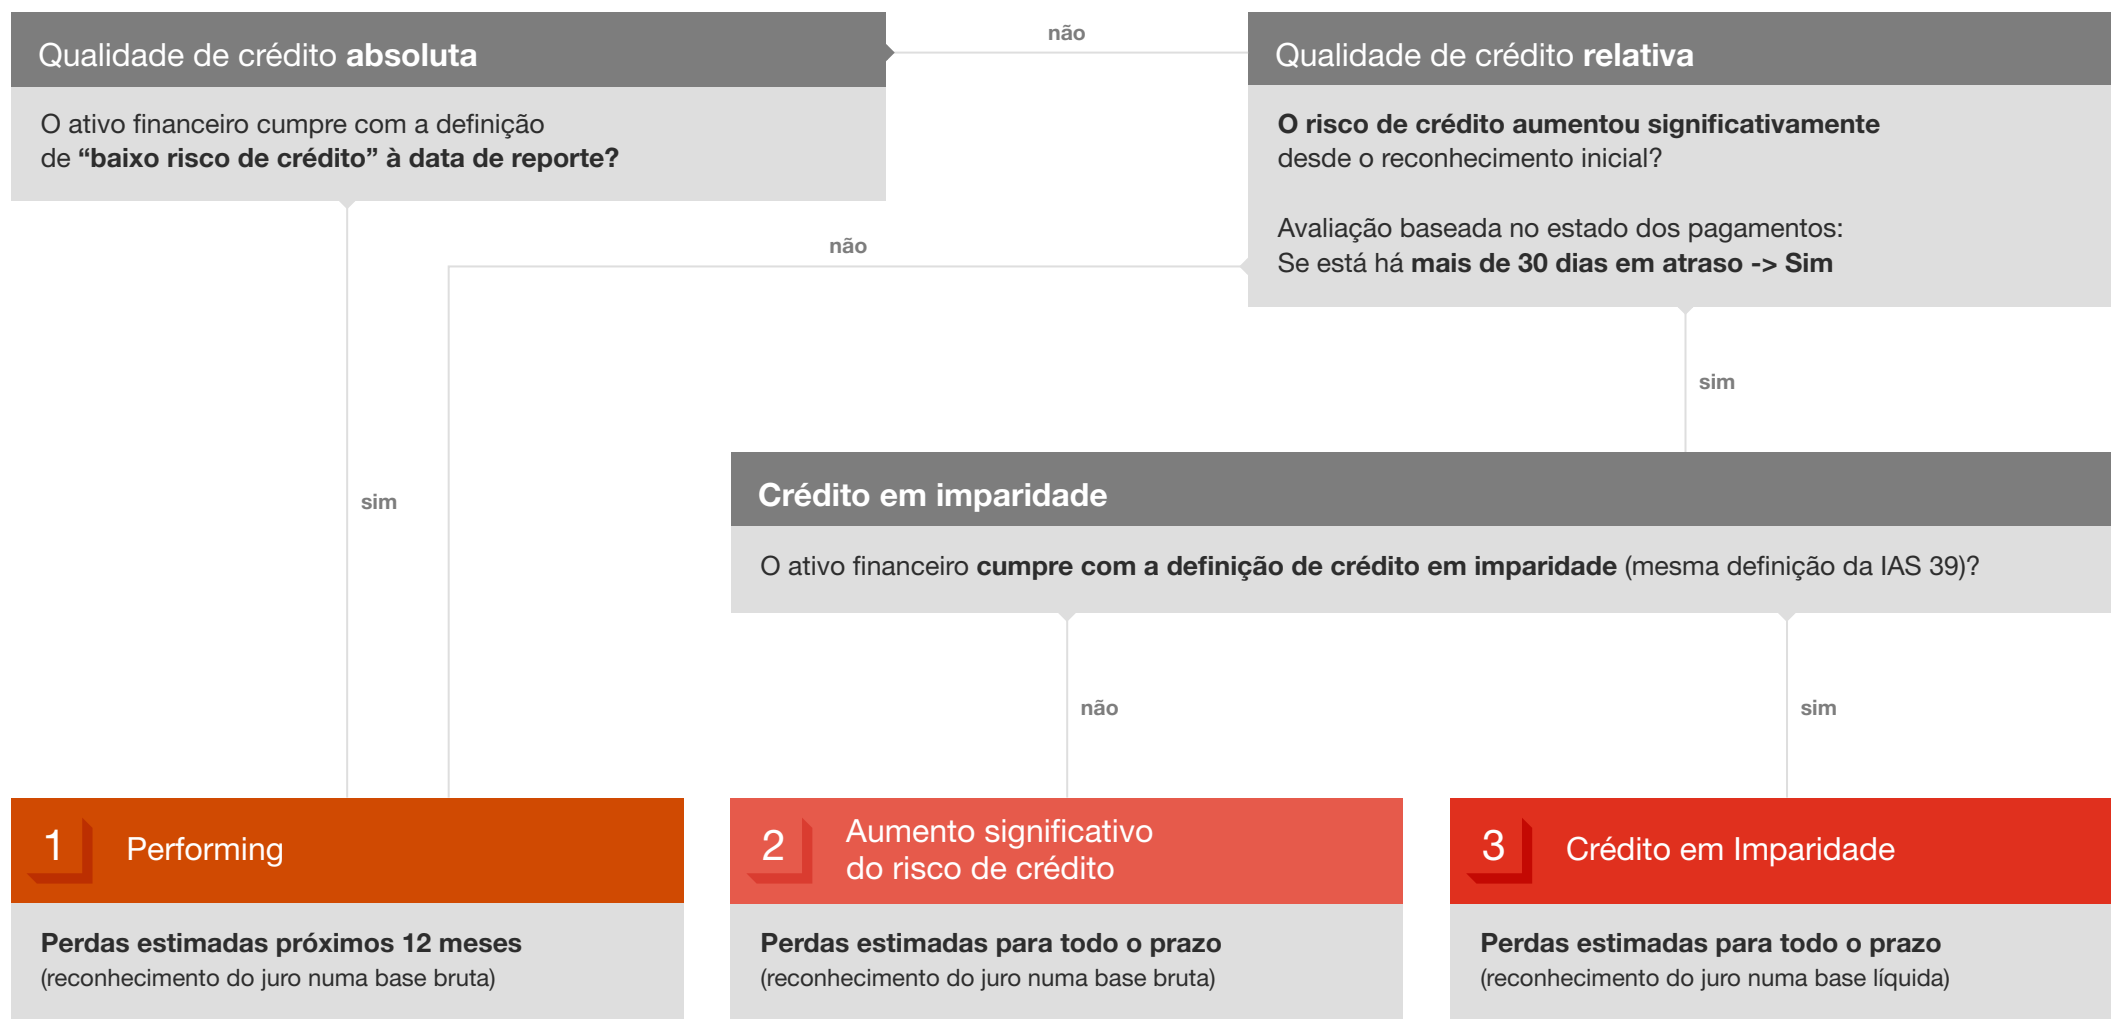 Qualidade de crédito absoluta
O ativo financeiro cumpre com a definição
de “baixo risco de crédito” à data de reporte?
não
Qualidade de crédito relativa
O risco de crédito aumentou significativamente
desde o reconhecimento inicial?
Avaliação baseada no estado dos pagamentos:
Se está há mais de 30 dias em atraso -> Sim
não
sim
sim
Crédito em imparidade
O ativo financeiro cumpre com a definição de crédito em imparidade (mesma definição da IAS 39)?
não
sim
1 Performing
Perdas estimadas próximos 12 meses
(reconhecimento do juro numa base bruta)
2 Aumento significativo
do risco de crédito
Perdas estimadas para todo o prazo
(reconhecimento do juro numa base bruta)
3 Crédito em Imparidade
Perdas estimadas para todo o prazo
(reconhecimento do juro numa base líquida)